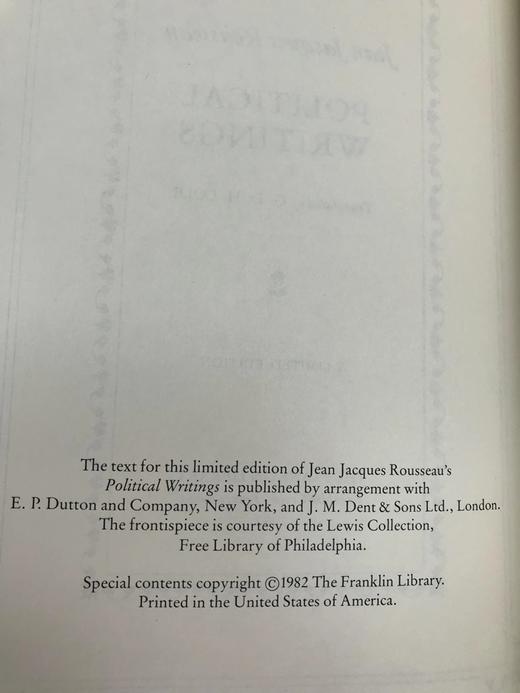 The text for this limited edition of Jean Jacques Rousseau's
Political Writings is published by arrangement with
E. P. Dutton and Company, New York, and J. M. Dent & Sons Ltd., London.
The frontispiece is courtesy of the Lewis Collection,
Free Library of Philadelphia.
Special contents copyright ©1982 The Franklin Library.
Printed in the United States of America.